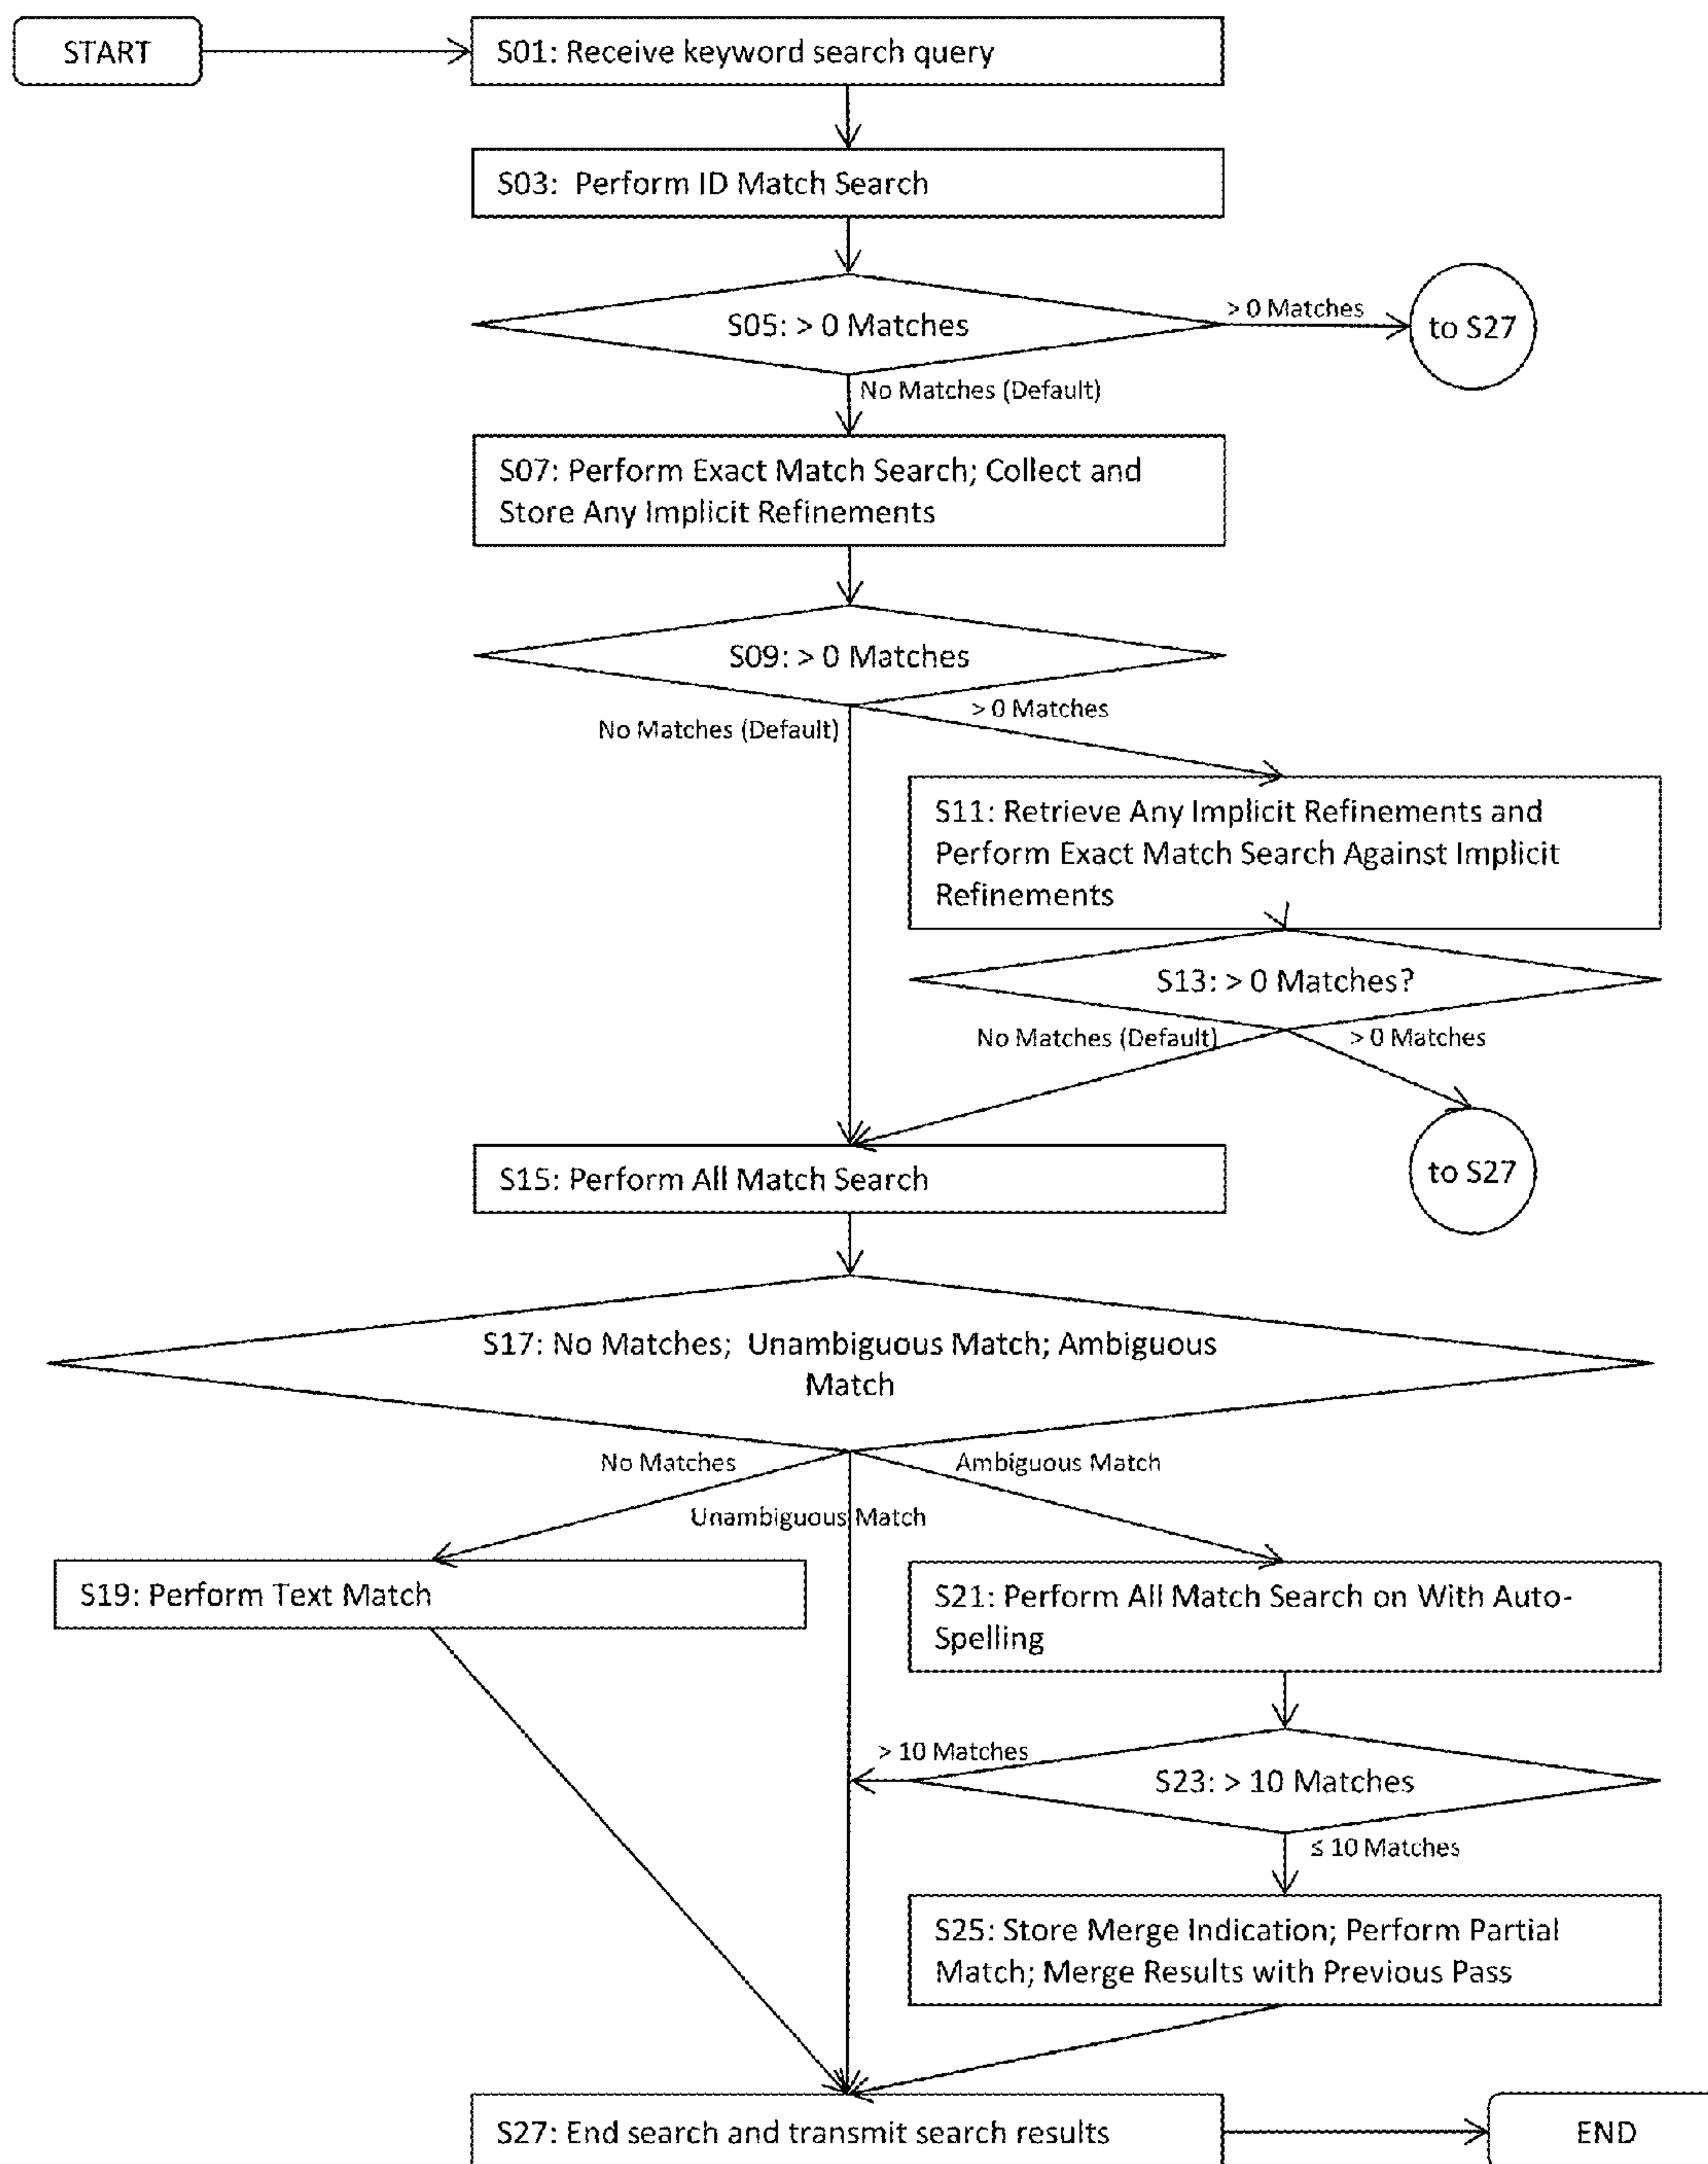 START
S01: Receive keyword search query
S03:  Perform ID Match Search
S05: > 0 Matches
> 0 Matches
to S27
No Matches (Default)
S07: Perform Exact Match Search; Collect and
Store Any Implicit Refinements
S09: > 0 Matches
> 0 Matches
No Matches (Default)
S11: Retrieve Any Implicit Refinements and
Perform Exact Match Search Against Implicit
Refinements
S13: > 0 Matches?
No Matches (Default)
> 0 Matches
to S27
S15: Perform All Match Search
S17: No Matches;  Unambiguous Match; Ambiguous
Match
No Matches
Ambiguous Match
Unambiguous Match
S19: Perform Text Match
S21: Perform All Match Search on With Auto-
Spelling
> 10 Matches
S23: > 10 Matches
≤ 10 Matches
S25: Store Merge Indication; Perform Partial
Match; Merge Results with Previous Pass
S27: End search and transmit search results
END